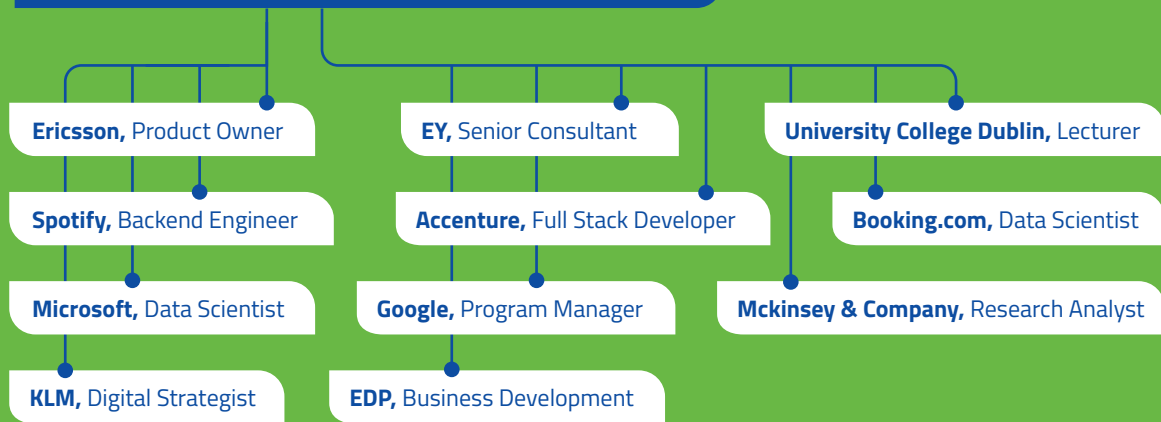 Ericsson, Product Owner
EY, Senior Consultant
University College Dublin, Lecturer
Spotify, Backend Engineer
Accenture, Full Stack Developer
Booking.com, Data Scientist
Microsoft, Data Scientist
Google, Program Manager
Mckinsey & Company, Research Analyst
KLM, Digital Strategist
EDP, Business Development